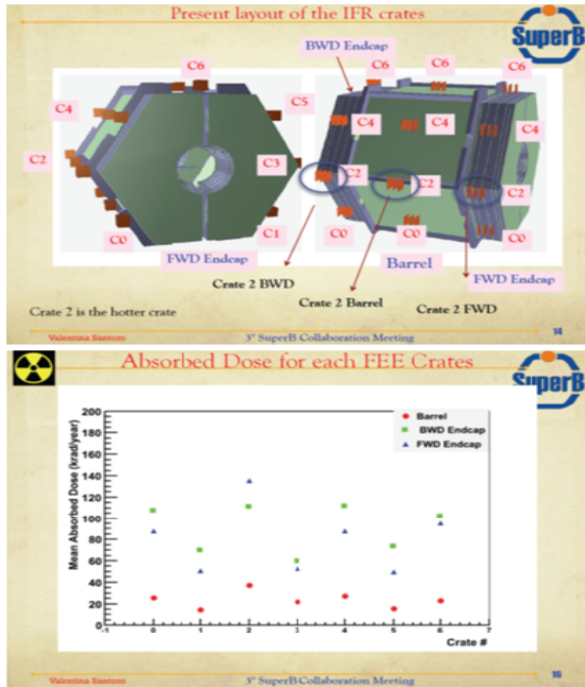 Present layout of the IFR crates
SuperB
BWD Endcap
C6
C6
C6
C6
C4
C5
C4
C4
C4
C2
C3
C2
C2
C2
C0
C1
C0
C0
C0
FWD Endcap
Barrel
FWD Endcap
Crate 2 BWD
Crate 2 Barrel
Crate 2 FWD
Crate 2 is the hotter crate
Valentina Santoro
3° SuperB Collaboration Meeting
14
Absorbed Dose for each FEE Crates
SuperB
Mean Absorbed Dose (krad/year)
200
180
160
140
120
100
80
60
40
20
0
Barrel
BWD Endcap
FWD Endcap
-1
0
1
2
3
4
5
6
7
Crate #
Valentina Santoro
3° SuperB Collaboration Meeting
16